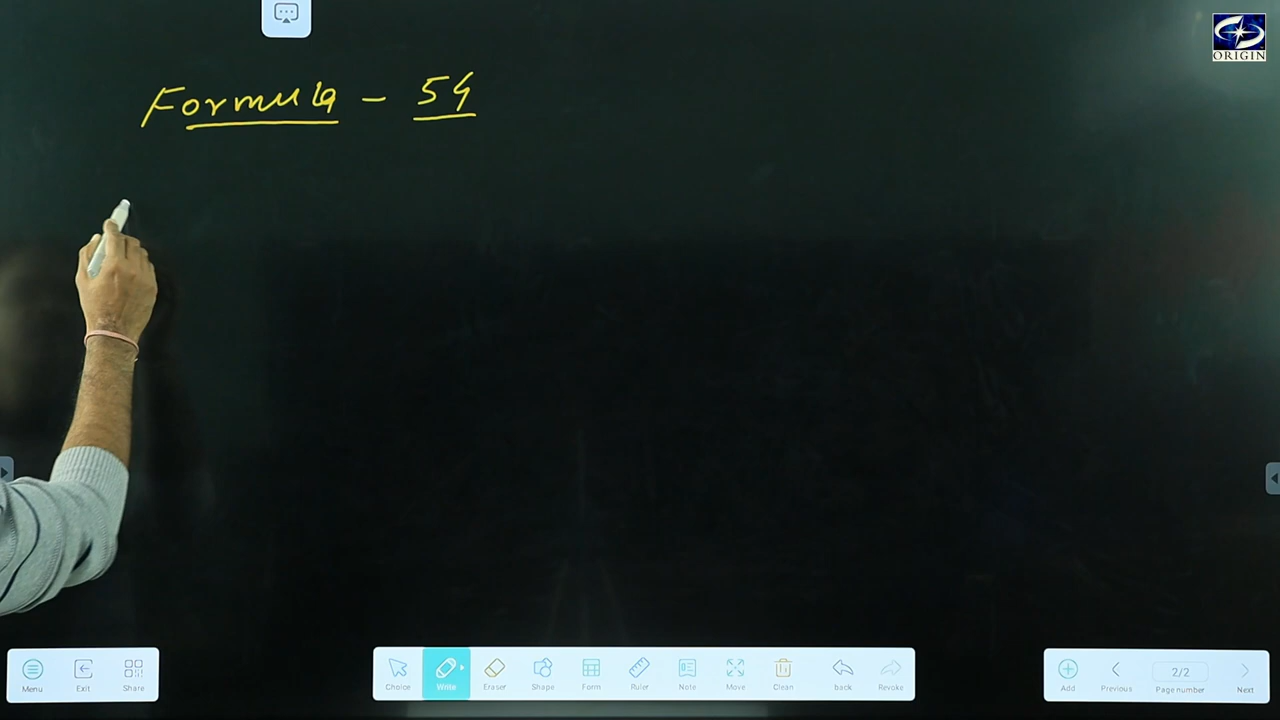 ORIGIN
Formula - 54
Menu
Exit
Share
Choice
Write
Eraser
Shape
Form
Ruler
Note
Move
Clean
back
Revoke
Add
Previous
2/2
Page number
Next